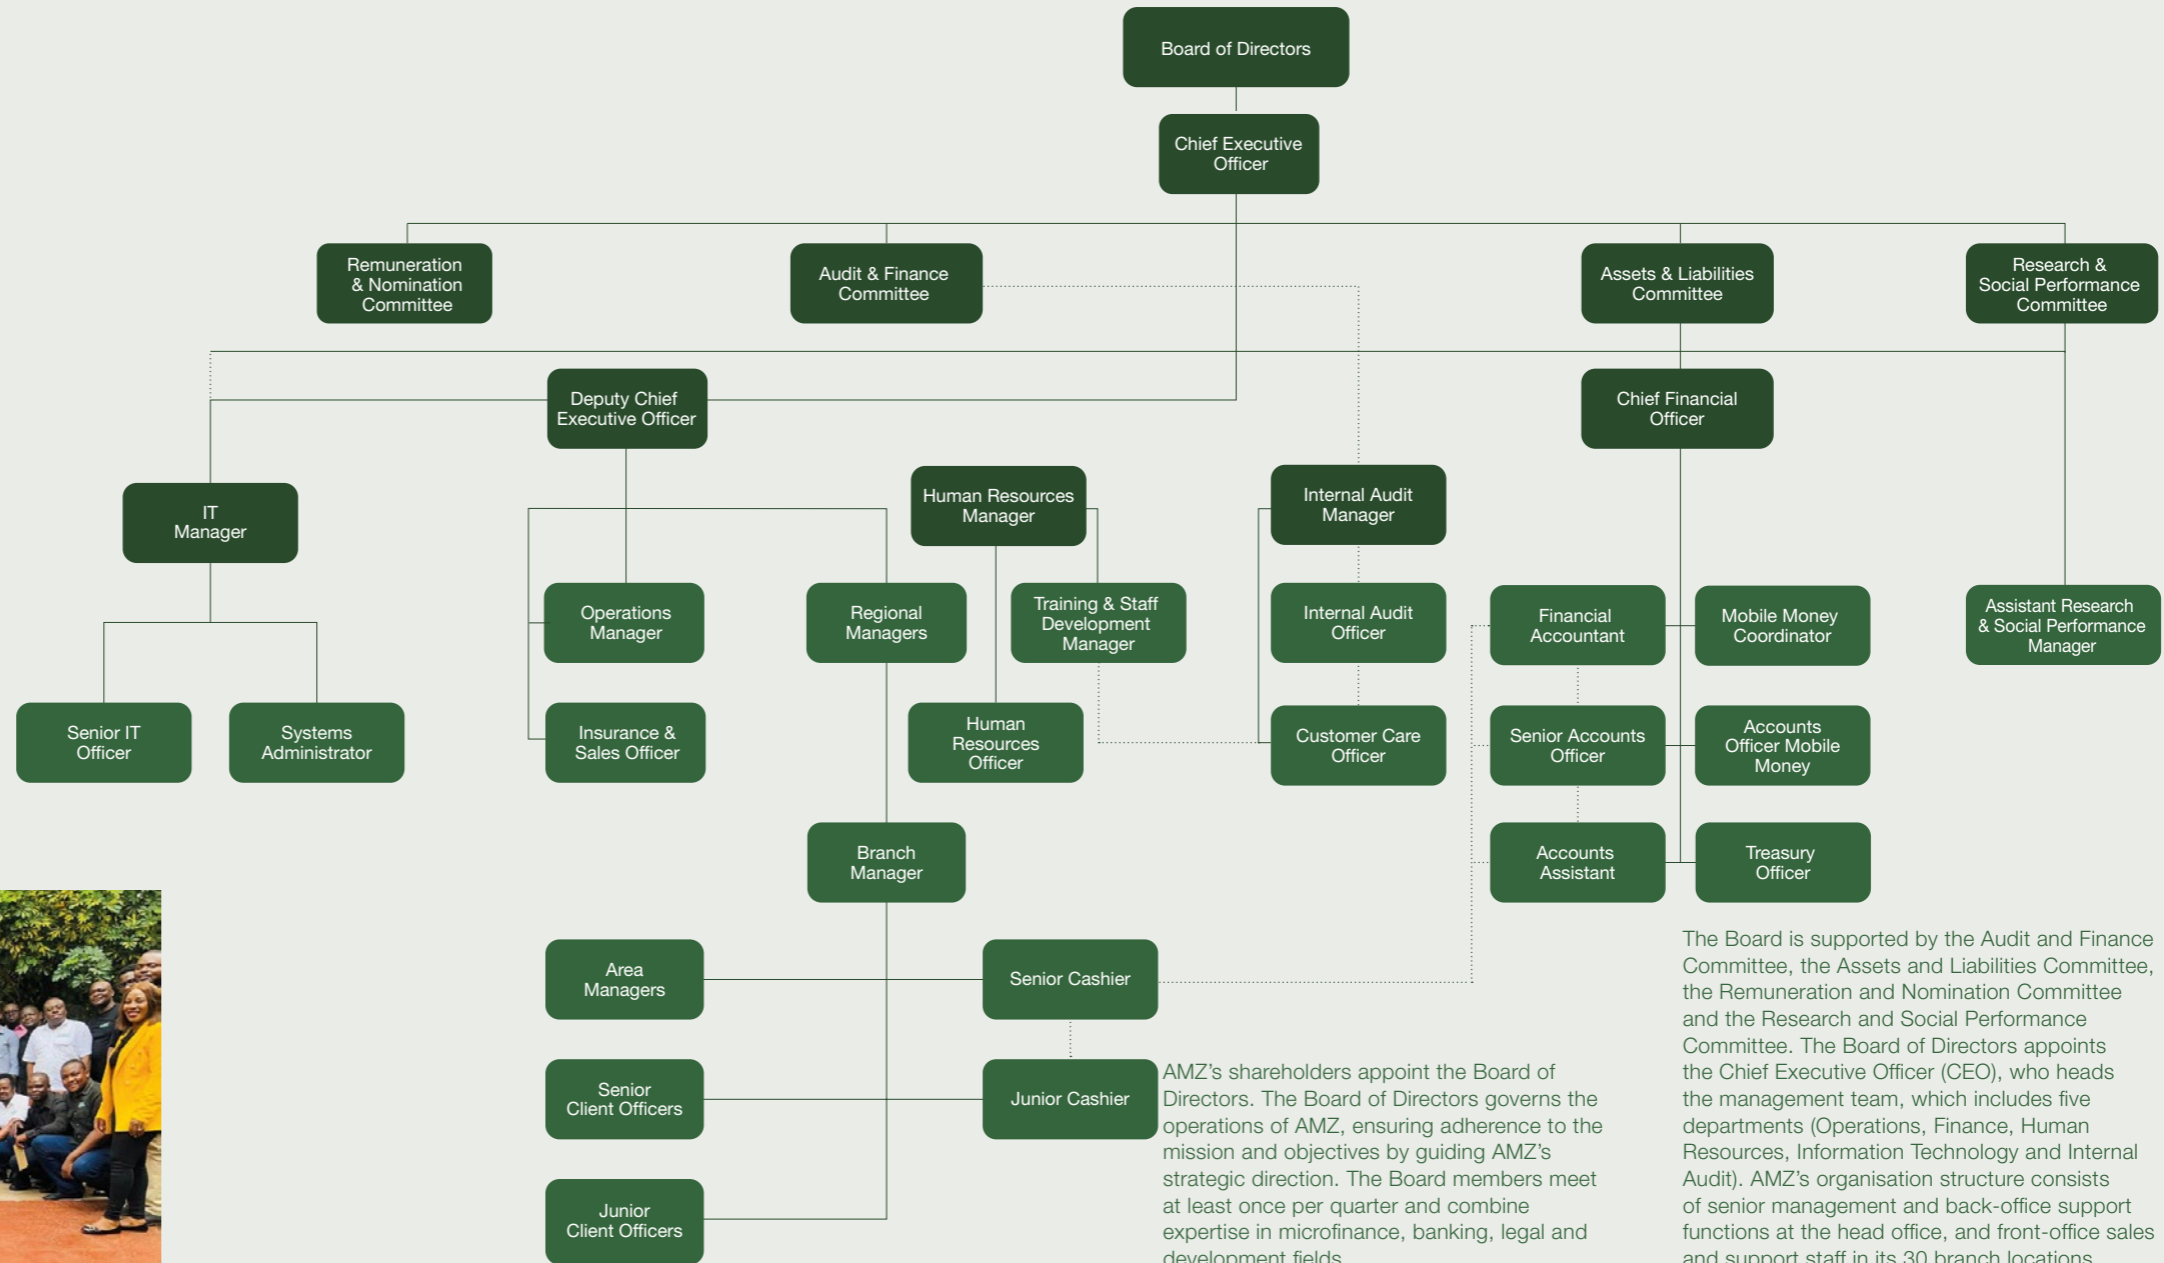 Board of Directors
Chief Executive
Officer
Remuneration
& Nomination
Committee
Audit & Finance
Committee
Assets & Liabilities
Committee
Research &
Social Performance
Committee
Deputy Chief
Executive Officer
Chief Financial
Officer
IT
Manager
Human Resources
Manager
Internal Audit
Manager
Operations
Manager
Regional
Managers
Training & Staff
Development
Manager
Internal Audit
Officer
Financial
Accountant
Mobile Money
Coordinator
Assistant Research
& Social Performance
Manager
Senior IT
Officer
Systems
Administrator
Insurance &
Sales Officer
Human
Resources
Officer
Customer Care
Officer
Senior Accounts
Officer
Accounts
Officer Mobile
Money
Branch
Manager
Accounts
Assistant
Treasury
Officer
Area
Managers
Senior Cashier
Senior
Client Officers
Junior Cashier
Junior
Client Officers
AMZ’s shareholders appoint the Board of
Directors. The Board of Directors governs the
operations of AMZ, ensuring adherence to the
mission and objectives by guiding AMZ’s
strategic direction. The Board members meet
at least once per quarter and combine
expertise in microfinance, banking, legal and
development fields.
The Board is supported by the Audit and Finance
Committee, the Assets and Liabilities Committee,
the Remuneration and Nomination Committee
and the Research and Social Performance
Committee. The Board of Directors appoints
the Chief Executive Officer (CEO), who heads
the management team, which includes five
departments (Operations, Finance, Human
Resources, Information Technology and Internal
Audit). AMZ’s organisation structure consists
of senior management and back-office support
functions at the head office, and front-office sales
and support staff in its 30 branch locations.